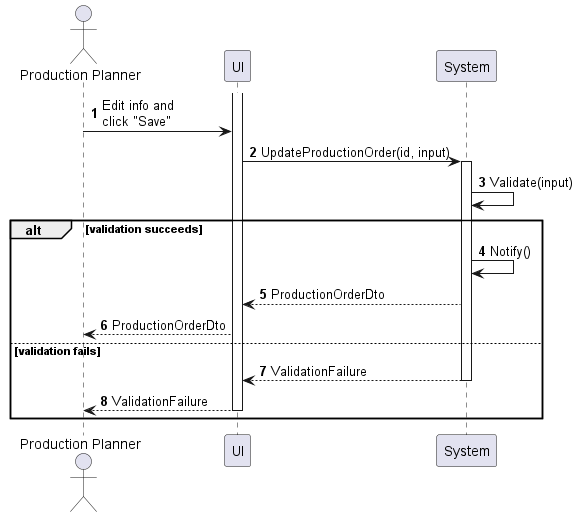 Production Planner
UI
System
1 Edit info and
click "Save"
2 UpdateProductionOrder(id, input)
3 Validate(input)
alt [validation succeeds]
4 Notify()
5 ProductionOrderDto
6 ProductionOrderDto
[validation fails]
7 ValidationFailure
8 ValidationFailure
Production Planner
UI
System